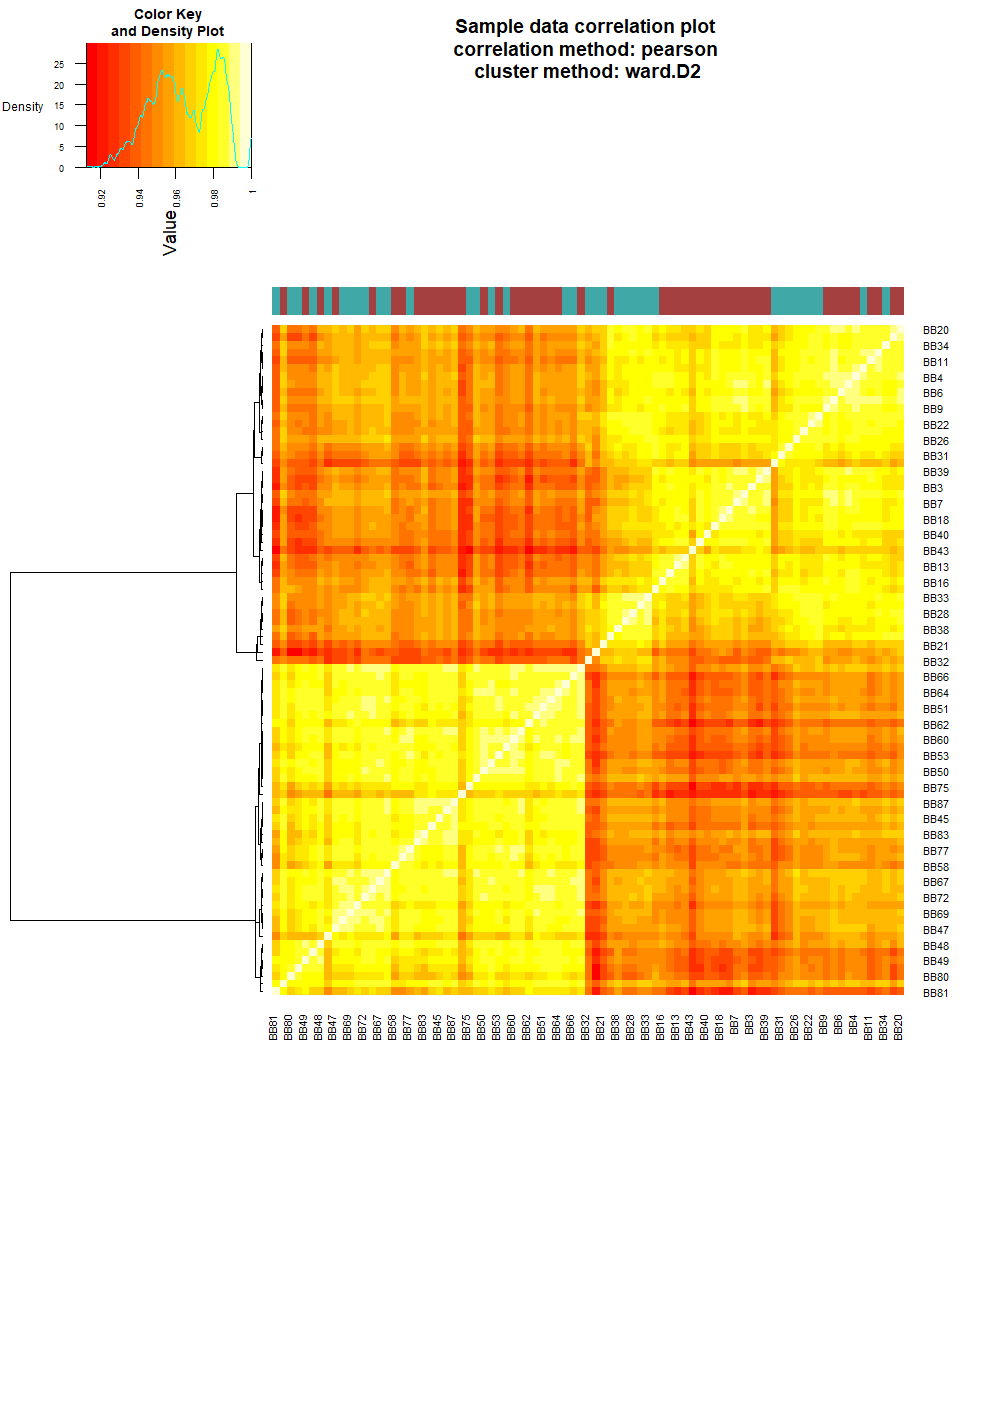 Color Key
and Density Plot
Sample data correlation plot
correlation method: pearson
cluster method: ward.D2
Density
25
20
15
10
5
0
0.92
0.94
0.96
0.98
1
Value
BB20
BB34
BB11
BB4
BB6
BB9
BB22
BB26
BB31
BB39
BB3
BB7
BB18
BB40
BB43
BB13
BB16
BB33
BB28
BB38
BB21
BB32
BB66
BB64
BB51
BB62
BB60
BB53
BB50
BB75
BB87
BB45
BB83
BB77
BB58
BB67
BB72
BB69
BB47
BB48
BB49
BB80
BB81
BB81
BB80
BB49
BB48
BB47
BB69
BB72
BB67
BB58
BB77
BB83
BB45
BB87
BB75
BB50
BB53
BB60
BB62
BB51
BB64
BB66
BB32
BB21
BB38
BB28
BB33
BB16
BB13
BB43
BB40
BB18
BB7
BB3
BB39
BB31
BB26
BB22
BB9
BB6
BB4
BB11
BB34
BB20